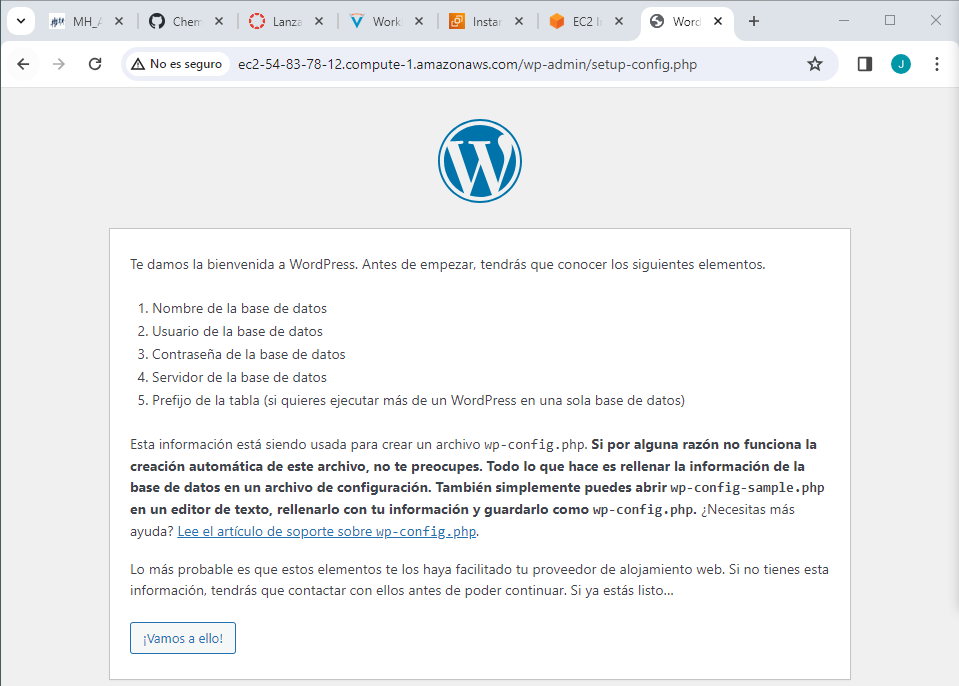 MH_A
Chem
Lanza
Work
Instar
EC2 I
Word
No es seguro
ec2-54-83-78-12.compute-1.amazonaws.com/wp-admin/setup-config.php
J
W
Te damos la bienvenida a WordPress. Antes de empezar, tendrás que conocer los siguientes elementos.
1. Nombre de la base de datos
2. Usuario de la base de datos
3. Contraseña de la base de datos
4. Servidor de la base de datos
5. Prefijo de la tabla (si quieres ejecutar más de un WordPress en una sola base de datos)
Esta información está siendo usada para crear un archivo wp-config.php. Si por alguna razón no funciona la
creación automática de este archivo, no te preocupes. Todo lo que hace es rellenar la información de la
base de datos en un archivo de configuración. También simplemente puedes abrir wp-config-sample.php
en un editor de texto, rellenarlo con tu información y guardarlo como wp-config.php. ¿Necesitas más
ayuda? Lee el artículo de soporte sobre wp-config.php.
Lo más probable es que estos elementos te los haya facilitado tu proveedor de alojamiento web. Si no tienes esta
información, tendrás que contactar con ellos antes de poder continuar. Si ya estás listo…
¡Vamos a ello!